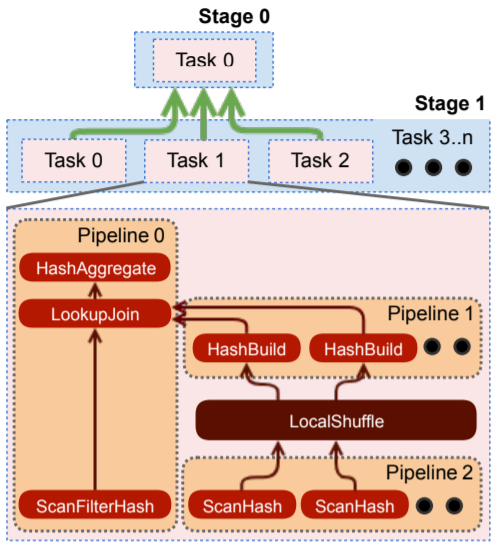 Stage 0
Task 0
Stage 1
Task 0
Task 1
Task 2
Task 3..n
Pipeline 0
HashAggregate
LookupJoin
Pipeline 1
HashBuild
HashBuild
LocalShuffle
Pipeline 2
ScanFilterHash
ScanHash
ScanHash